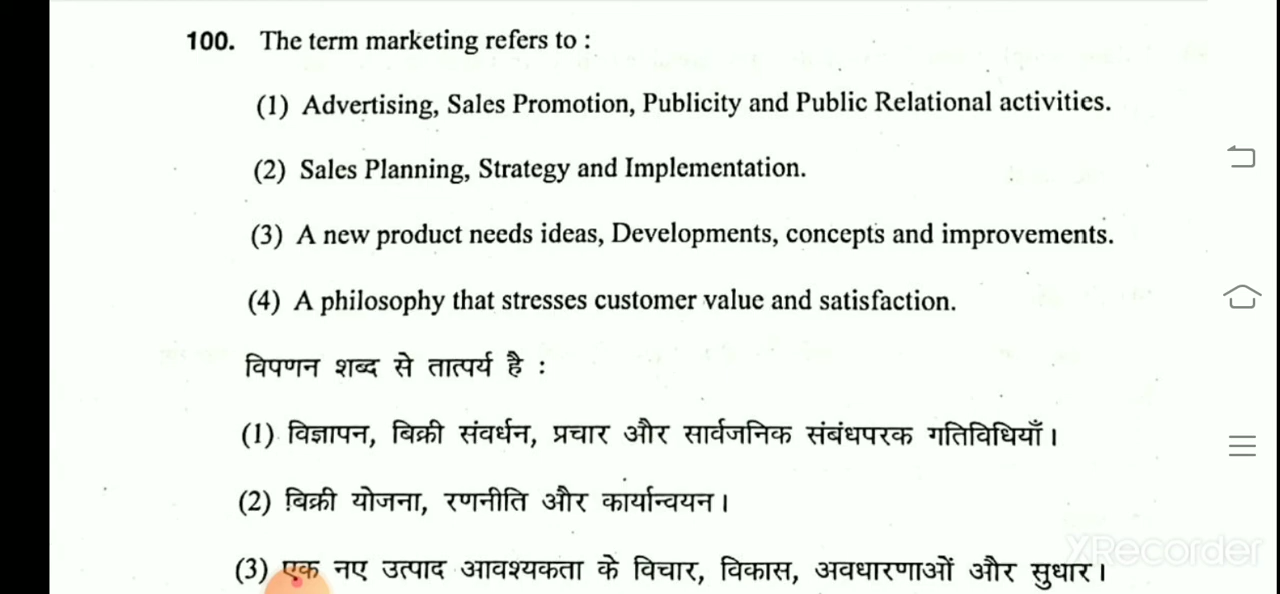 100. The term marketing refers to :
(1) Advertising, Sales Promotion, Publicity and Public Relational activities.
(2) Sales Planning, Strategy and Implementation.
(3) A new product needs ideas, Developments, concepts and improvements.
(4) A philosophy that stresses customer value and satisfaction.
विपणन शब्द से तात्पर्य है :
(1) विज्ञापन, बिक्री संवर्धन, प्रचार और सार्वजनिक संबंधपरक गतिविधियाँ।
(2) बिक्री योजना, रणनीति और कार्यान्वयन।
(3) एक नए उत्पाद आवश्यकता के विचार, विकास, अवधारणाओं और सुधार।
XRecorder